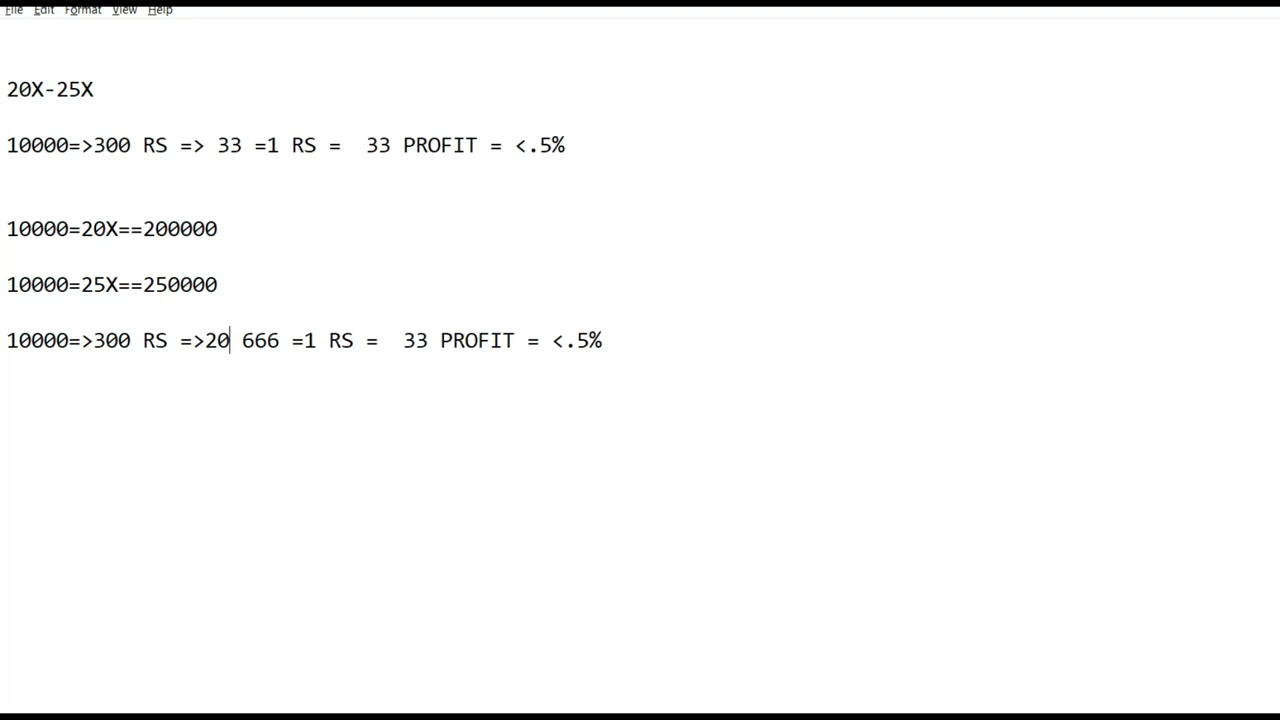 File Edit Format View Help
20X-25X
10000=>300 RS => 33 =1 RS =  33 PROFIT = <.5%
10000=20X==200000
10000=25X==250000
10000=>300 RS =>20 666 =1 RS =  33 PROFIT = <.5%